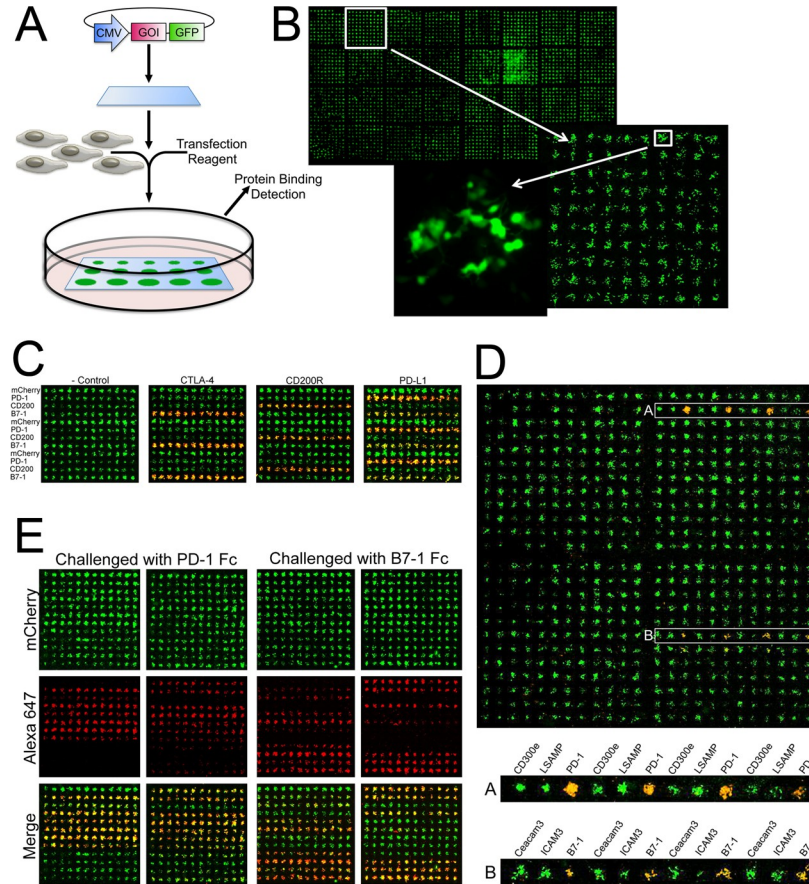 A
CMV GOI GFP
Transfection
Reagent
Protein Binding
Detection
B
C
- Control CTLA-4 CD200R PD-L1
mCherry
PD-1
CD200
B7-1
mCherry
PD-1
CD200
B7-1
mCherry
PD-1
CD200
B7-1
D
A
B
CD300e LSAMP PD-1 CD300e LSAMP PD-1 CD300e LSAMP PD-1 CD300e LSAMP PD
A
Ceacam3 ICAM3 B7-1 Ceacam3 ICAM3 B7-1 Ceacam3 ICAM3 B7-1 Ceacam3 ICAM3 B7-1
B
E
Challenged with PD-1 Fc Challenged with B7-1 Fc
mCherry
Alexa 647
Merge